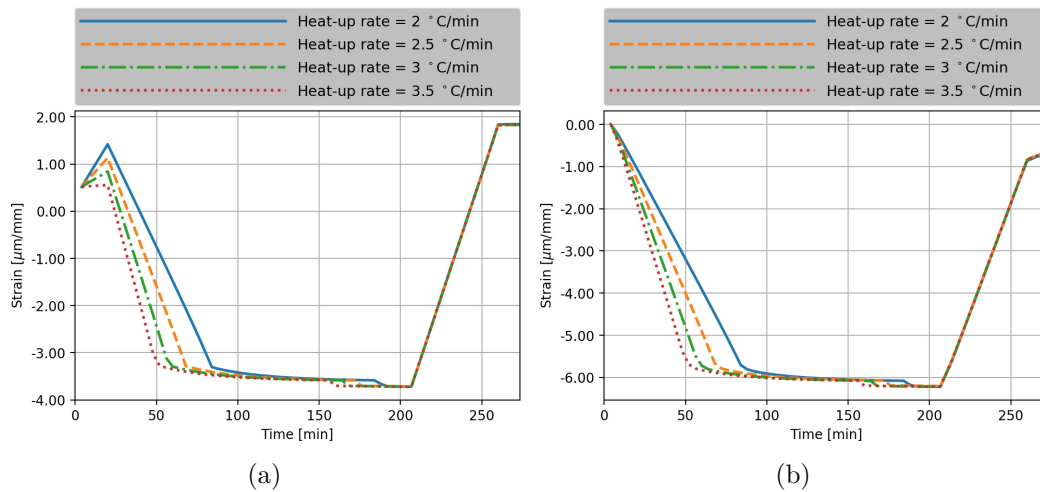 Heat-up rate = 2 °C/min
Heat-up rate = 2.5 °C/min
Heat-up rate = 3 °C/min
Heat-up rate = 3.5 °C/min
2.00
1.00
0.00
-1.00
-2.00
-3.00
-4.00
Strain [μm/mm]
0 50 100 150 200 250
Time [min]
(a)
Heat-up rate = 2 °C/min
Heat-up rate = 2.5 °C/min
Heat-up rate = 3 °C/min
Heat-up rate = 3.5 °C/min
0.00
-1.00
-2.00
-3.00
-4.00
-5.00
-6.00
Strain [μm/mm]
0 50 100 150 200 250
Time [min]
(b)